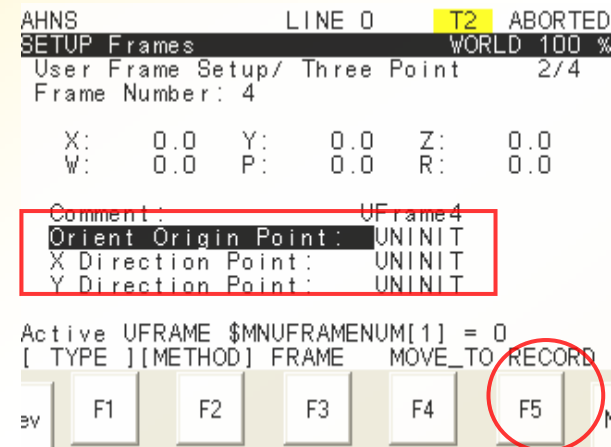 AHNS LINE 0 T2 ABORTED
SETUP Frames WORLD 100 %
User Frame Setup/ Three Point 2/4
Frame Number: 4
X: 0.0 Y: 0.0 Z: 0.0
W: 0.0 P: 0.0 R: 0.0
Comment: UFrame4
Orient Origin Point: UNINIT
X Direction Point: UNINIT
Y Direction Point: UNINIT
Active UFRAME $MNUFRAMENUM[1] = 0
[ TYPE ][METHOD] FRAME MOVE_TO RECORD
F1 F2 F3 F4 F5